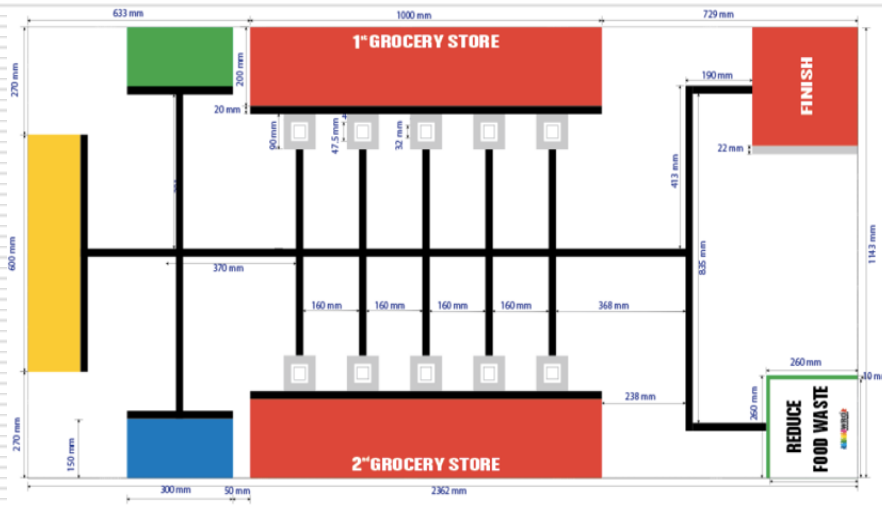 633 mm
1000 mm
729 mm
270 mm
200 mm
1st GROCERY STORE
190 mm
FINISH
20 mm
90 mm
47.5 mm
32 mm
22 mm
413 mm
600 mm
370 mm
835 mm
1143 mm
160 mm
160 mm
160 mm
160 mm
368 mm
260 mm
10 m
238 mm
260 mm
REDUCE
FOOD WASTE
270 mm
150 mm
2nd GROCERY STORE
300 mm
50 mm
2362 mm